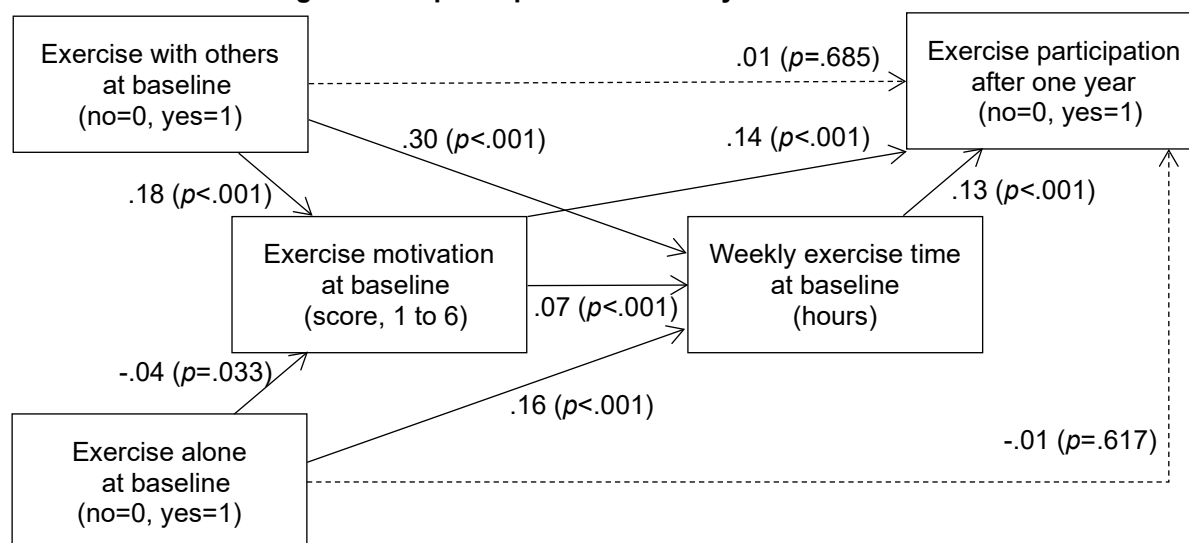 Exercise with others
at baseline
(no=0, yes=1)
.01 (p=.685)
Exercise participation
after one year
(no=0, yes=1)
.30 (p<.001)
.14 (p<.001)
.18 (p<.001)
.13 (p<.001)
Exercise motivation
at baseline
(score, 1 to 6)
.07 (p<.001)
Weekly exercise time
at baseline
(hours)
-.04 (p=.033)
.16 (p<.001)
Exercise alone
at baseline
(no=0, yes=1)
-.01 (p=.617)